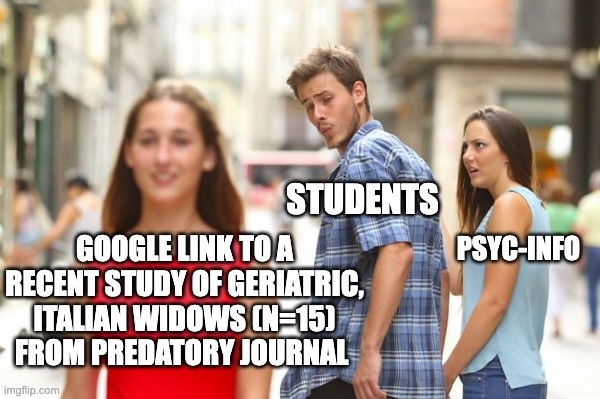 STUDENTS
PSYC-INFO
GOOGLE LINK TO A
RECENT STUDY OF GERIATRIC,
ITALIAN WIDOWS (N=15)
FROM PREDATORY JOURNAL
imgflip.com